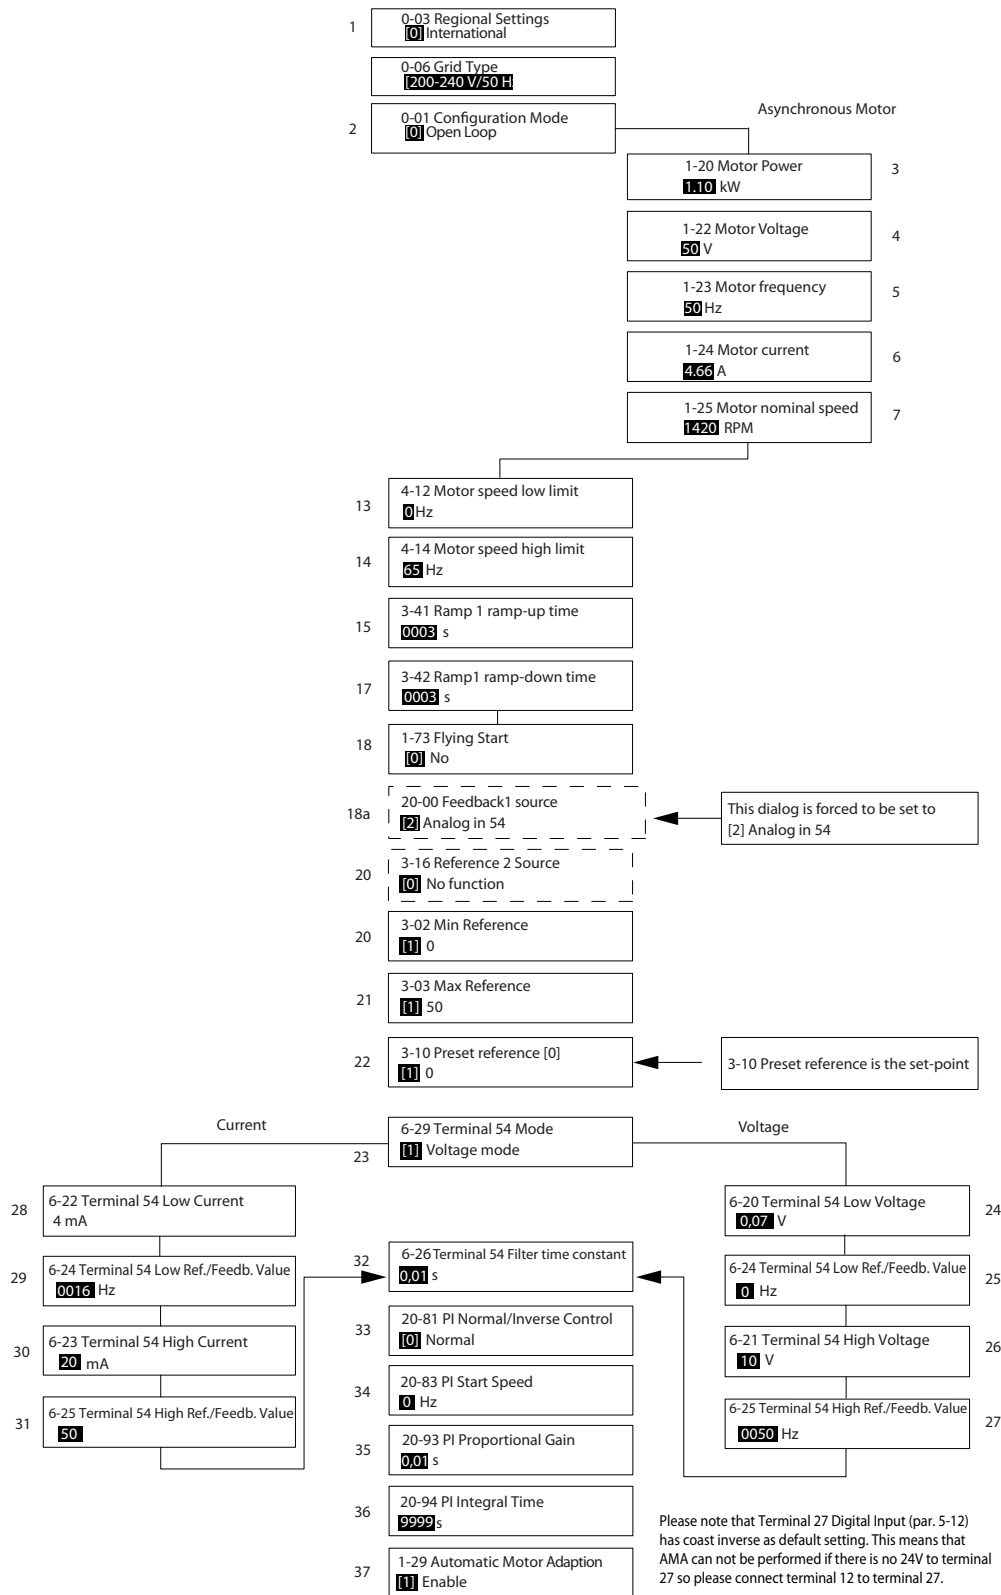 1
0-03 Regional Settings
[0] International
0-06 Grid Type
[200-240 V/50 H
2
0-01 Configuration Mode
[0] Open Loop
Asynchronous Motor
1-20 Motor Power
1.10 kW
3
1-22 Motor Voltage
50 V
4
1-23 Motor frequency
50 Hz
5
1-24 Motor current
4.66 A
6
1-25 Motor nominal speed
1420 RPM
7
13
4-12 Motor speed low limit
0 Hz
14
4-14 Motor speed high limit
65 Hz
15
3-41 Ramp 1 ramp-up time
0003 s
17
3-42 Ramp1 ramp-down time
0003 s
18
1-73 Flying Start
[0] No
18a
20-00 Feedback1 source
[2] Analog in 54
This dialog is forced to be set to
[2] Analog in 54
20
3-16 Reference 2 Source
[0] No function
20
3-02 Min Reference
[1] 0
21
3-03 Max Reference
[1] 50
22
3-10 Preset reference [0]
[1] 0
3-10 Preset reference is the set-point
Current
23
6-29 Terminal 54 Mode
[1] Voltage mode
Voltage
28
6-22 Terminal 54 Low Current
4 mA
29
6-24 Terminal 54 Low Ref./Feedb. Value
0016 Hz
30
6-23 Terminal 54 High Current
20 mA
31
6-25 Terminal 54 High Ref./Feedb. Value
50
6-20 Terminal 54 Low Voltage
0,07 V
24
6-24 Terminal 54 Low Ref./Feedb. Value
0 Hz
25
6-21 Terminal 54 High Voltage
10 V
26
6-25 Terminal 54 High Ref./Feedb. Value
0050 Hz
27
32
6-26 Terminal 54 Filter time constant
0,01 s
33
20-81 PI Normal/Inverse Control
[0] Normal
34
20-83 PI Start Speed
0 Hz
35
20-93 PI Proportional Gain
0,01 s
36
20-94 PI Integral Time
9999 s
37
1-29 Automatic Motor Adaption
[1] Enable
Please note that Terminal 27 Digital Input (par. 5-12)
has coast inverse as default setting. This means that
AMA can not be performed if there is no 24V to terminal
27 so please connect terminal 12 to terminal 27.